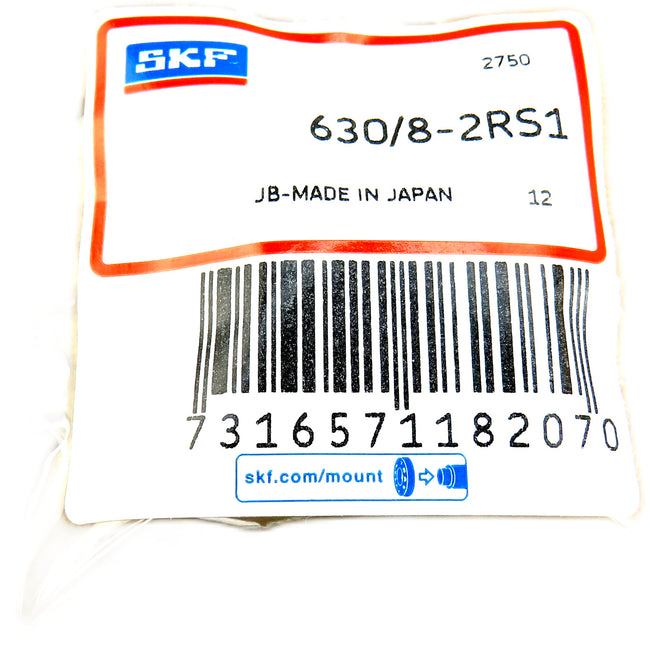 SKF
2750
630/8-2RS1
JB-MADE IN JAPAN
12
7316571182070
skf.com/mount